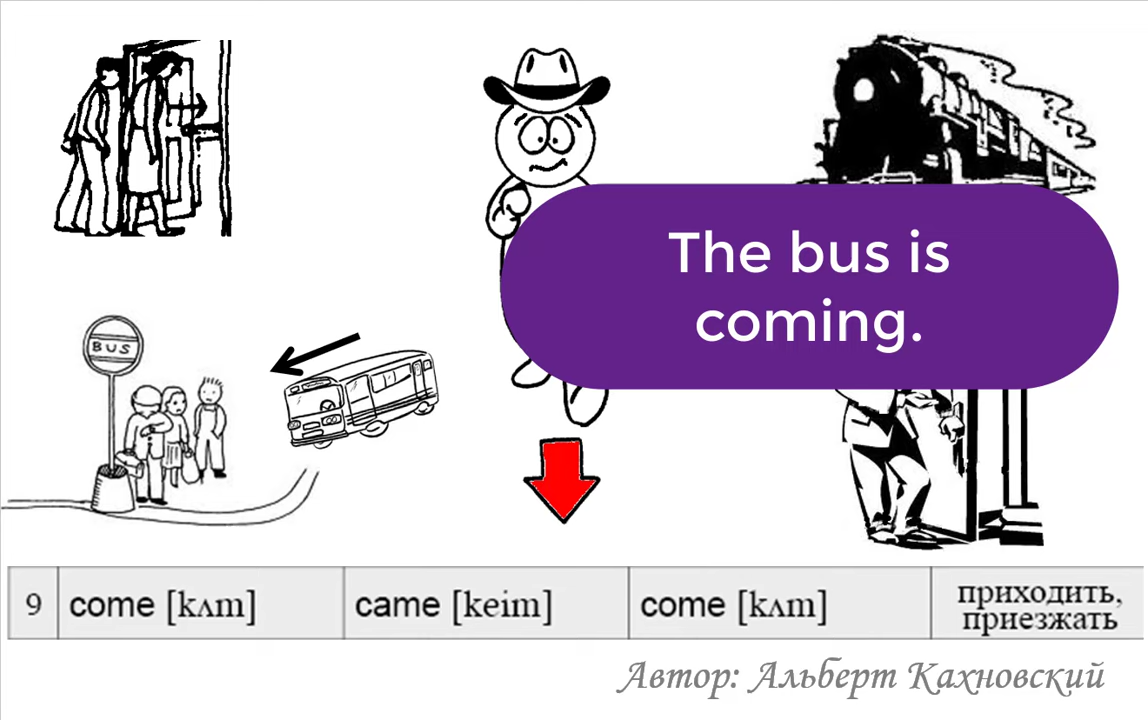 The bus is
coming.
BUS
9 come [kʌm] came [keim] come [kʌm] приходить,
приезжать
Автор: Альберт Кахновский